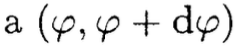 a (φ, φ + dφ)